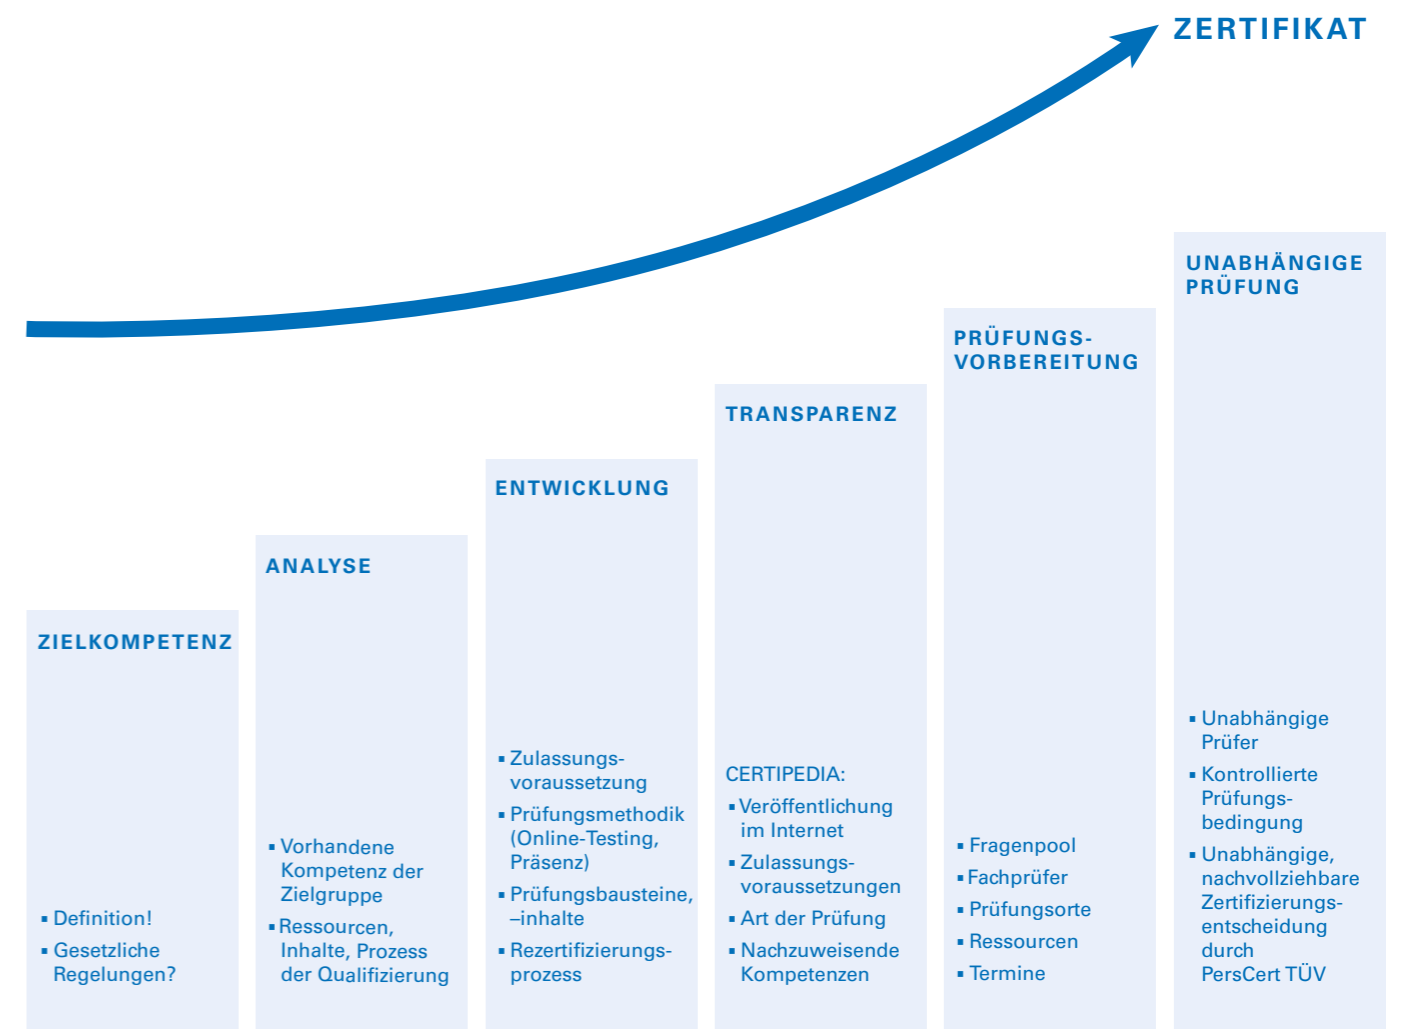 ZERTIFIKAT
ZIELKOMPETENZ
▪ Definition!
▪ Gesetzliche
Regelungen?
ANALYSE
▪ Vorhandene
Kompetenz der
Zielgruppe
▪ Ressourcen,
Inhalte, Prozess
der Qualifizierung
ENTWICKLUNG
▪ Zulassungs-
voraussetzung
▪ Prüfungsmethodik
(Online-Testing,
Präsenz)
▪ Prüfungsbausteine,
–inhalte
▪ Rezertifizierungs-
prozess
TRANSPARENZ
CERTIPEDIA:
▪ Veröffentlichung
im Internet
▪ Zulassungs-
voraussetzungen
▪ Art der Prüfung
▪ Nachzuweisende
Kompetenzen
PRÜFUNGS-
VORBEREITUNG
▪ Fragenpool
▪ Fachprüfer
▪ Prüfungsorte
▪ Ressourcen
▪ Termine
UNABHÄNGIGE
PRÜFUNG
▪ Unabhängige
Prüfer
▪ Kontrollierte
Prüfungs-
bedingung
▪ Unabhängige,
nachvollziehbare
Zertifizierungs-
entscheidung
durch
PersCert TÜV